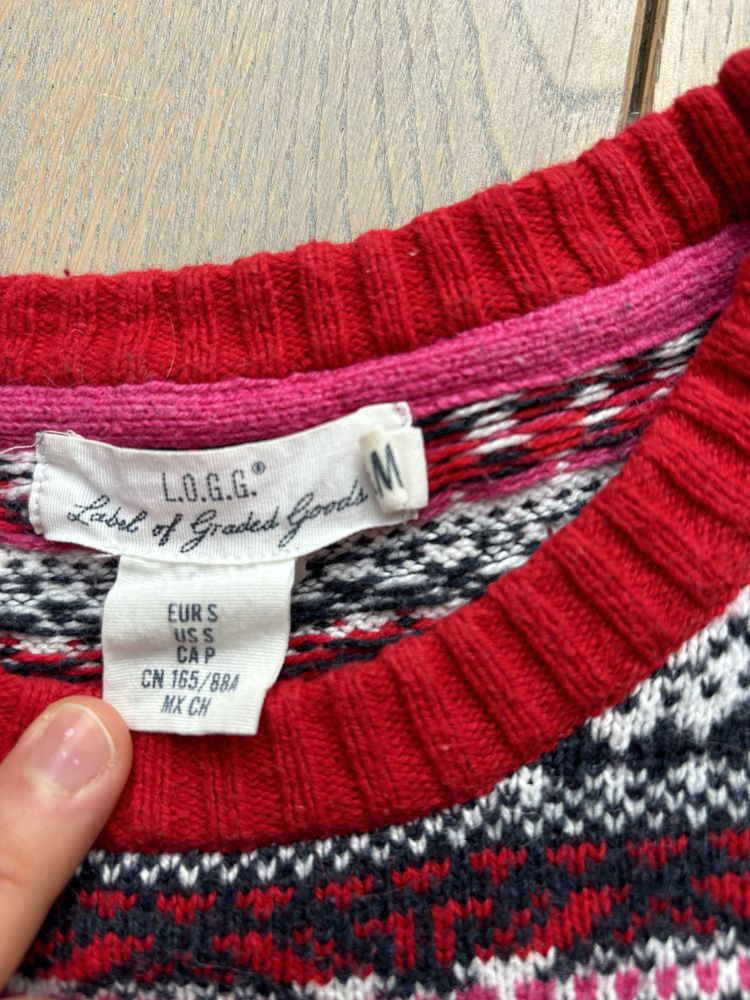 L.O.G.G.®
Label of Graded Goods
M
EUR S
US S
CA P
CN 165/88A
MX CH